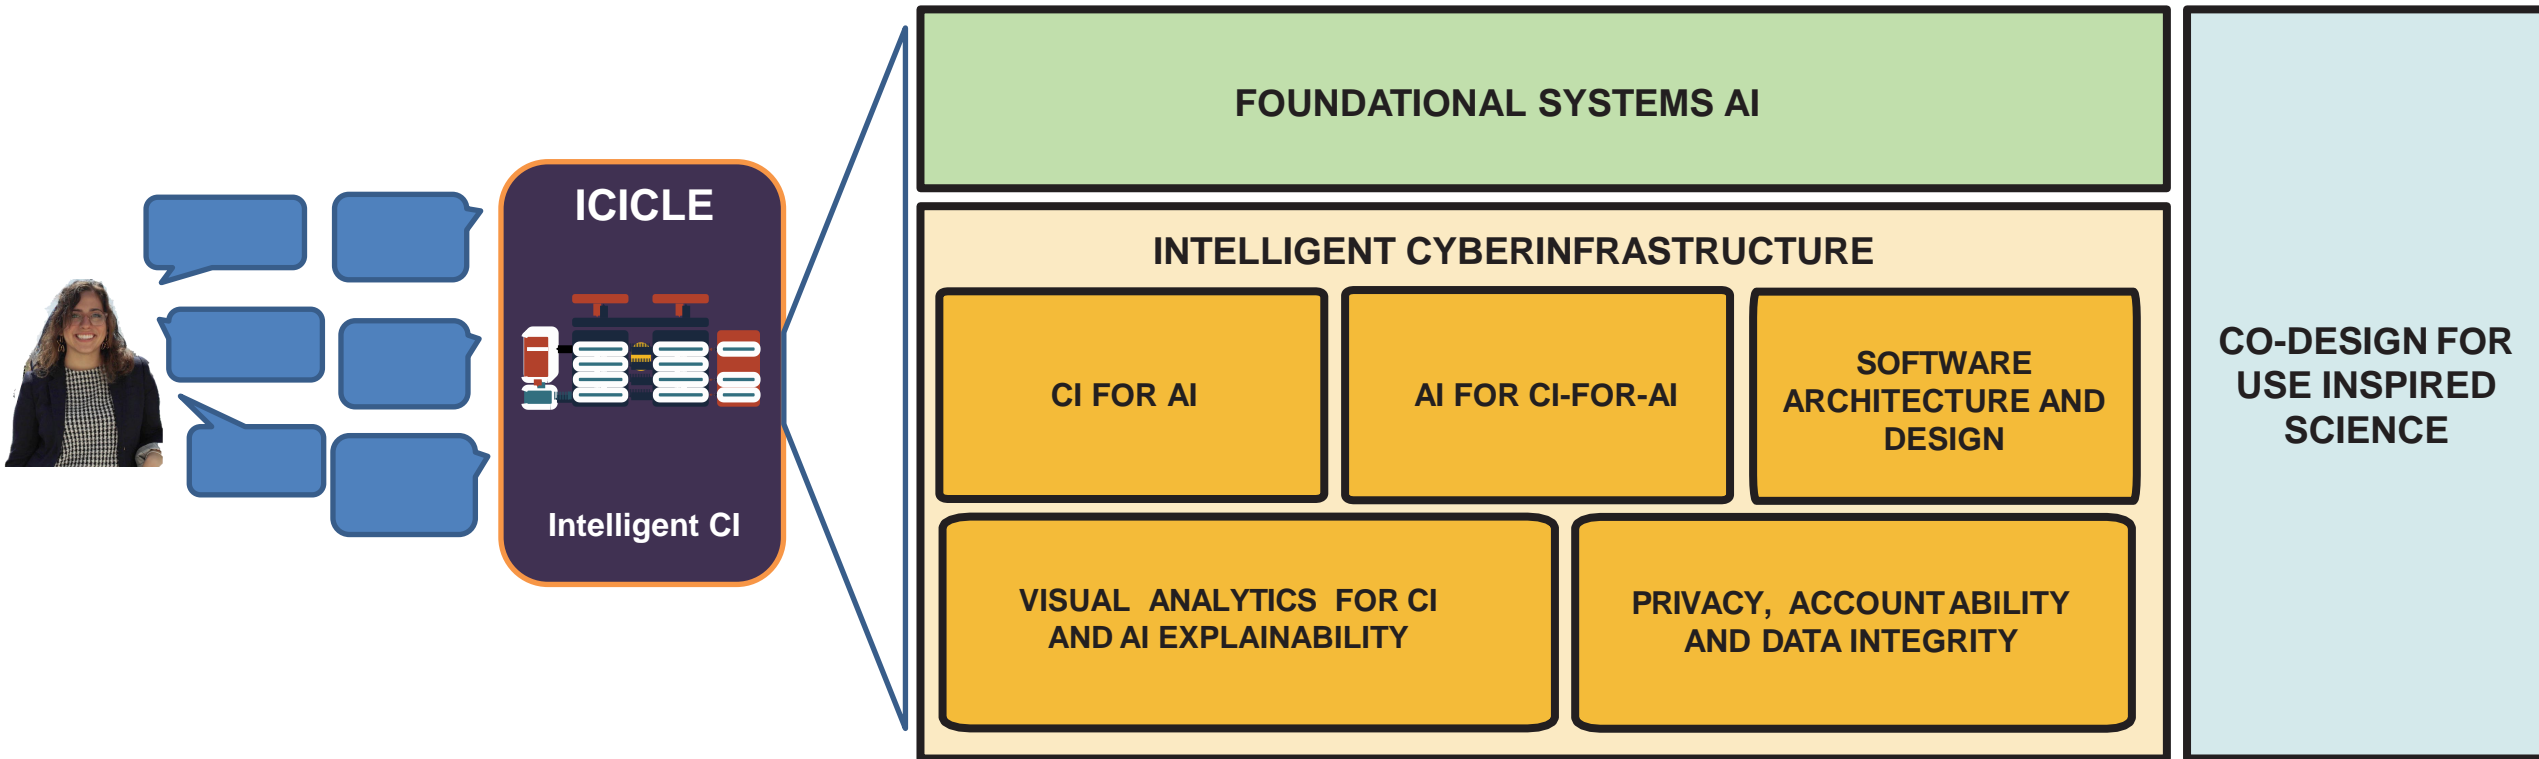 ICICLE
Intelligent CI
FOUNDATIONAL SYSTEMS AI
INTELLIGENT CYBERINFRASTRUCTURE
CI FOR AI
AI FOR CI-FOR-AI
SOFTWARE
ARCHITECTURE AND
DESIGN
VISUAL ANALYTICS FOR CI
AND AI EXPLAINABILITY
PRIVACY, ACCOUNTABILITY
AND DATA INTEGRITY
CO-DESIGN FOR
USE INSPIRED
SCIENCE